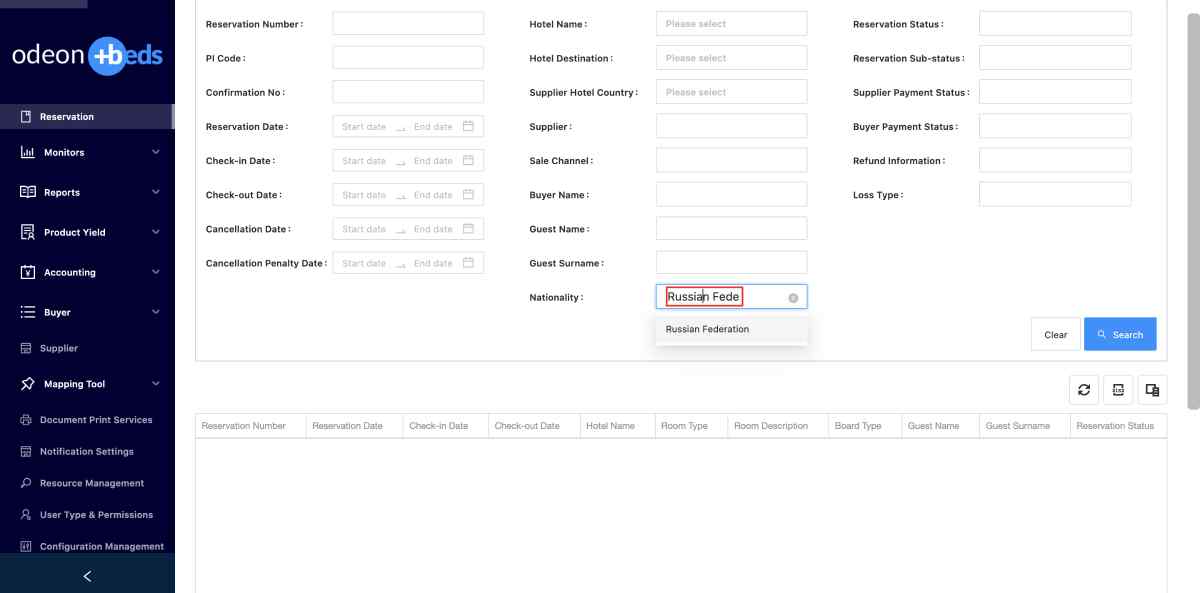 odeon beds
Reservation
Monitors
Reports
Product Yield
Accounting
Buyer
Supplier
Mapping Tool
Document Print Services
Notification Settings
Resource Management
User Type & Permissions
Configuration Management
Reservation Number :
PI Code :
Confirmation No :
Reservation Date : Start date End date
Check-in Date : Start date End date
Check-out Date : Start date End date
Cancellation Date : Start date End date
Cancellation Penalty Date : Start date End date
Hotel Name : Please select
Hotel Destination : Please select
Supplier Hotel Country : Please select
Supplier :
Sale Channel :
Buyer Name :
Guest Name :
Guest Surname :
Nationality : Russian Fede
Russian Federation
Reservation Status :
Reservation Sub-status :
Supplier Payment Status :
Buyer Payment Status :
Refund Information :
Loss Type :
Clear Search
Reservation Number Reservation Date Check-in Date Check-out Date Hotel Name Room Type Room Description Board Type Guest Name Guest Surname Reservation Status